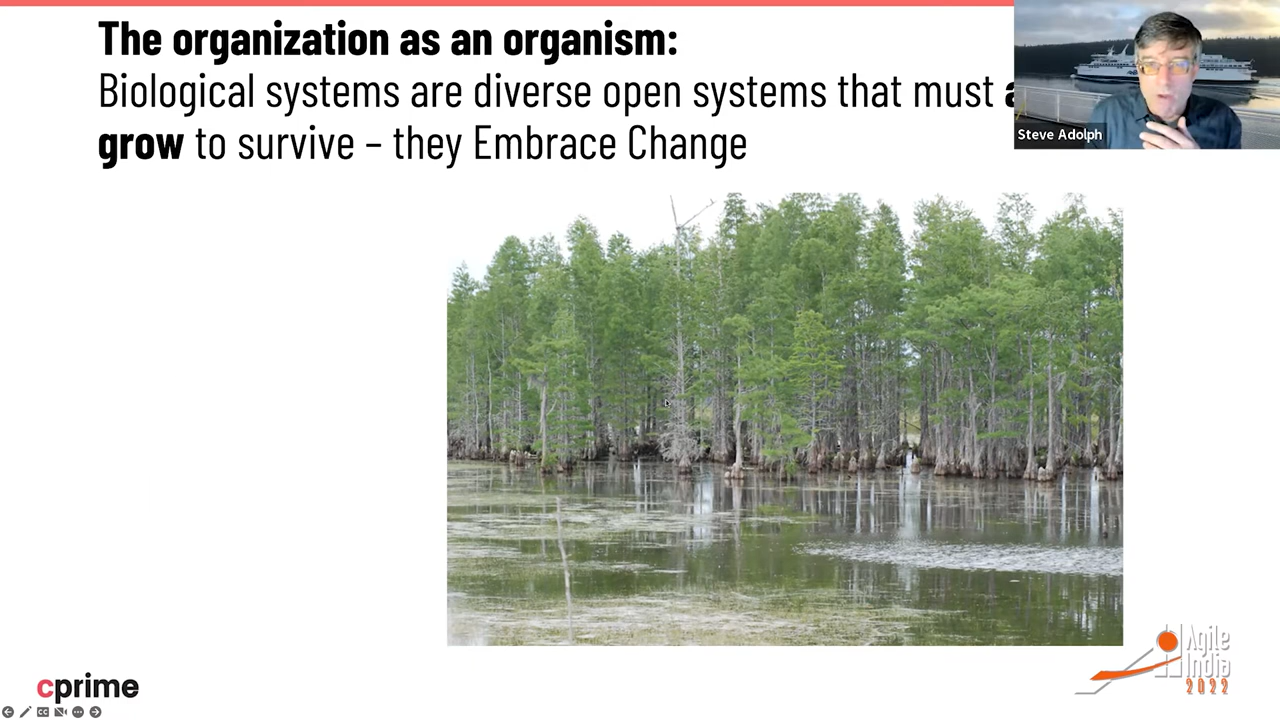 The organization as an organism:
Biological systems are diverse open systems that must
grow to survive – they Embrace Change
Steve Adolph
cprime
Agile
India
2022